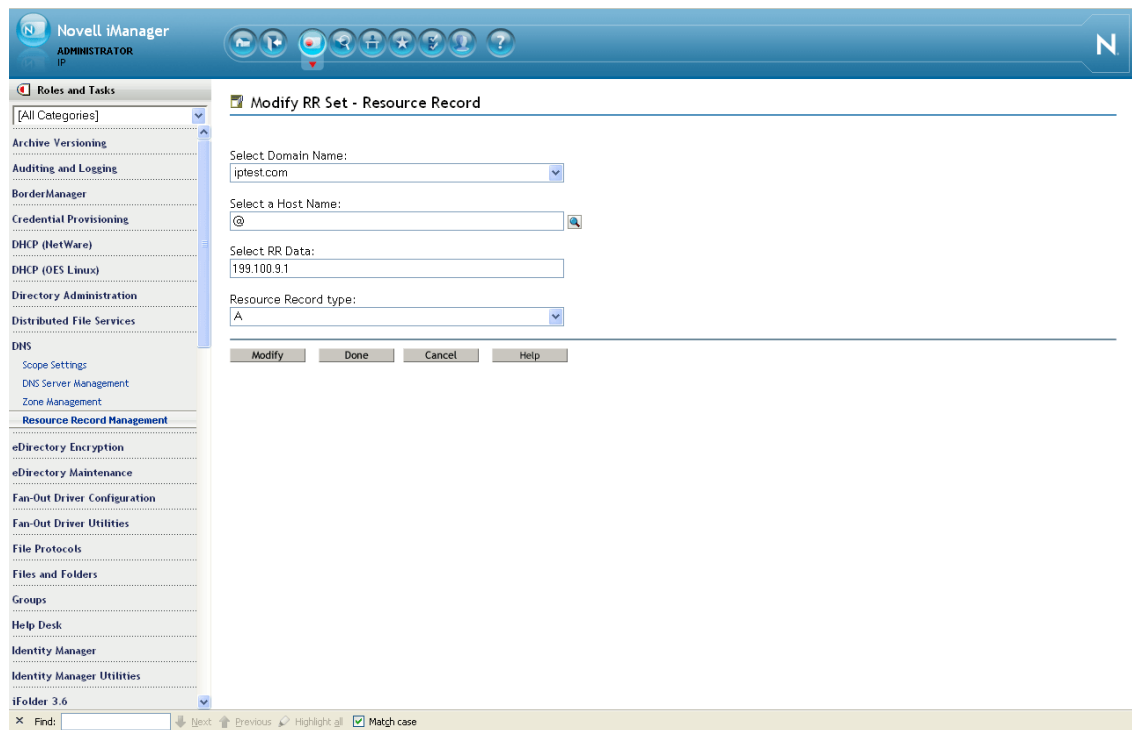 Novell iManager
ADMINISTRATOR
IP
N
Roles and Tasks
[All Categories]
Archive Versioning
Auditing and Logging
BorderManager
Credential Provisioning
DHCP (NetWare)
DHCP (OES Linux)
Directory Administration
Distributed File Services
DNS
Scope Settings
DNS Server Management
Zone Management
Resource Record Management
eDirectory Encryption
eDirectory Maintenance
Fan-Out Driver Configuration
Fan-Out Driver Utilities
File Protocols
Files and Folders
Groups
Help Desk
Identity Manager
Identity Manager Utilities
iFolder 3.6
Modify RR Set - Resource Record
Select Domain Name:
iptest.com
Select a Host Name:
@
Select RR Data:
199.100.9.1
Resource Record type:
A
Modify Done Cancel Help
× Find: Next Previous Highlight all Match case